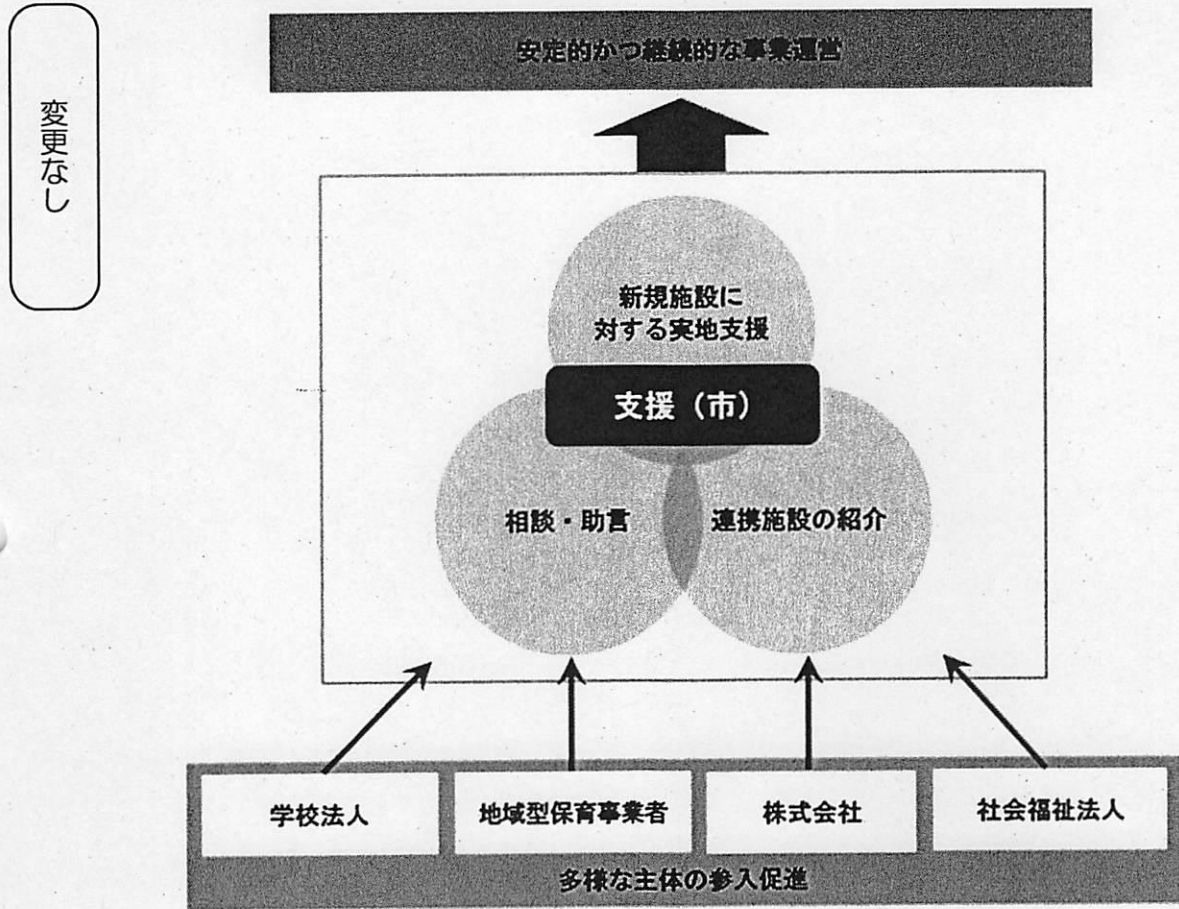 変更なし
安定的かつ継続的な事業運営
新規施設に
対する実地支援
支援（市）
相談・助言
連携施設の紹介
学校法人
地域型保育事業者
株式会社
社会福祉法人
多様な主体の参入促進